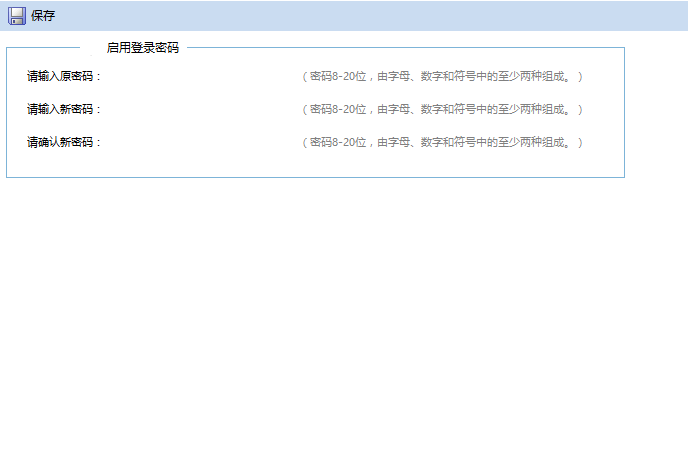 保存
启用登录密码
请输入原密码： （密码8-20位，由字母、数字和符号中的至少两种组成。）
请输入新密码： （密码8-20位，由字母、数字和符号中的至少两种组成。）
请确认新密码： （密码8-20位，由字母、数字和符号中的至少两种组成。）